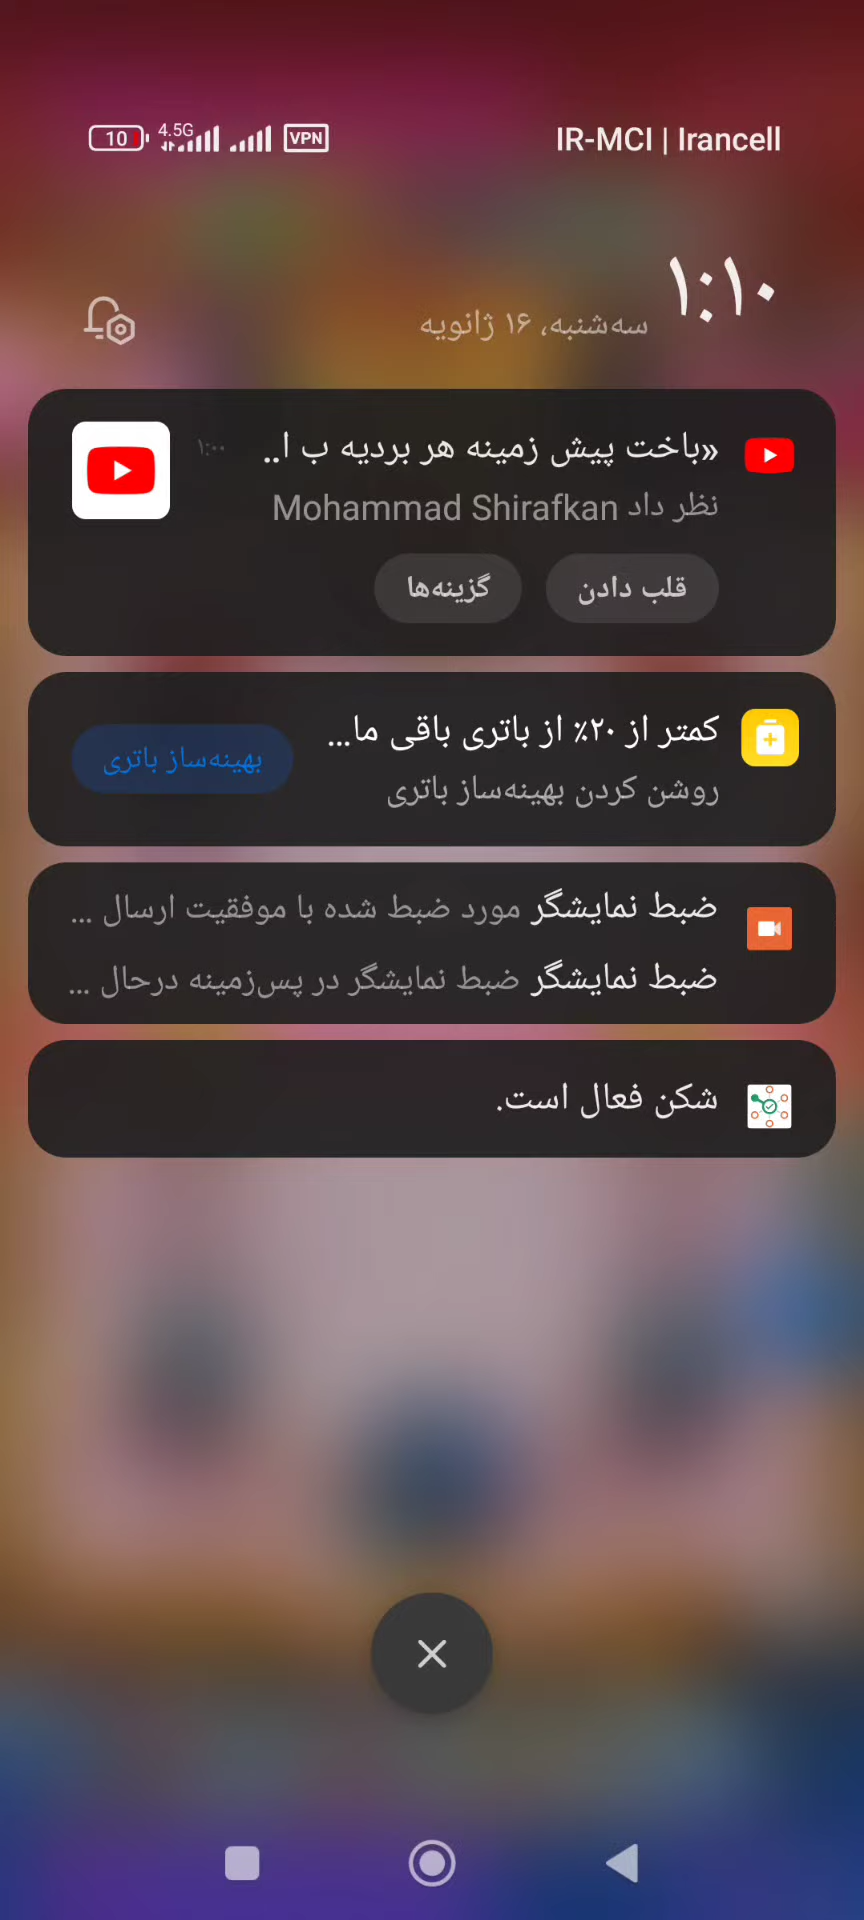 10 4.5G VPN IR-MCI | Irancell
۱:۱۰
سه‌شنبه، ۱۶ ژانویه
«باخت پیش زمینه هر بردیه ب ا.. ۱:۰۰
نظر داد Mohammad Shirafkan
قلب دادن گزینه‌ها
کمتر از ۲۰٪ از باتری باقی ما...
روشن کردن بهینه‌ساز باتری
بهینه‌ساز باتری
ضبط نمایشگر مورد ضبط شده با موفقیت ارسال ...
ضبط نمایشگر ضبط نمایشگر در پس‌زمینه درحال ...
شکن فعال است.